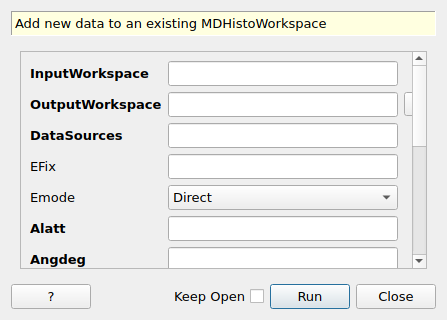 Add new data to an existing MDHistoWorkspace
InputWorkspace
OutputWorkspace
DataSources
EFix
Emode Direct
Alatt
Angdeg
? Keep Open Run Close